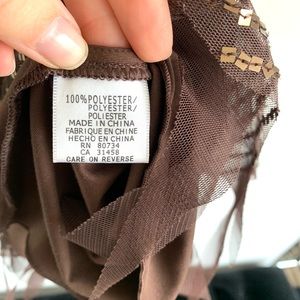 100%POLYESTER/
POLYESTER/
POLIESTER
MADE IN CHINA
FABRIQUE EN CHINE
HECHO EN CHINA
RN 80734
CA 31458
CARE ON REVERSE